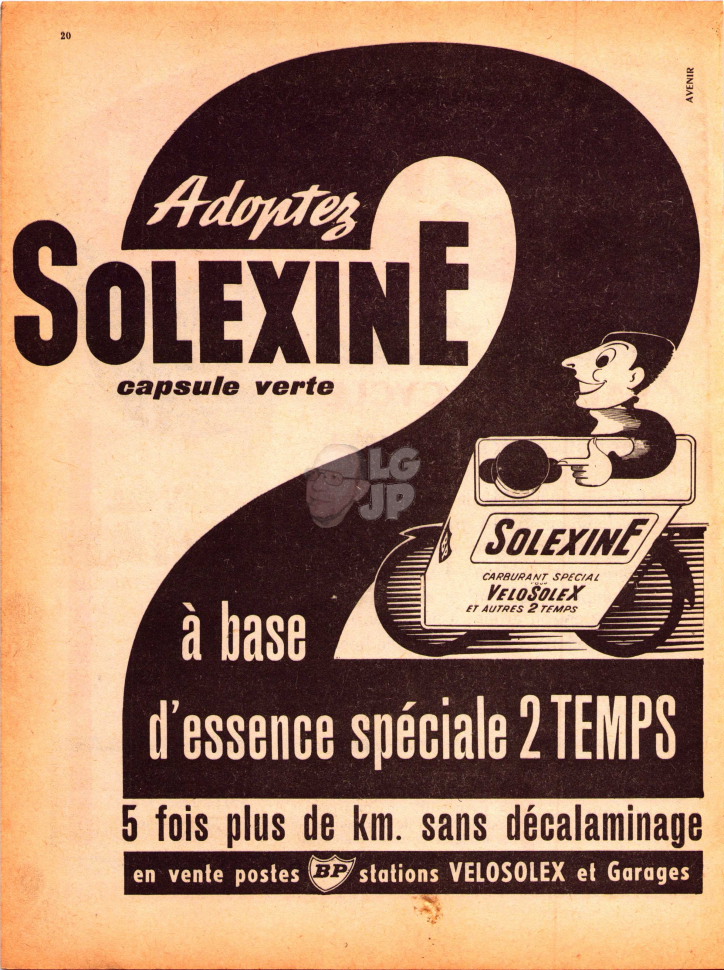 20
AVENIR
Adoptez
SOLEXINE
capsule verte
LG
JP
SOLEXINE
CARBURANT SPECIAL
POUR
VELOSOLEX
ET AUTRES 2 TEMPS
à base
d'essence spéciale 2 TEMPS
5 fois plus de km. sans décalaminage
en vente postes BP stations VELOSOLEX et Garages